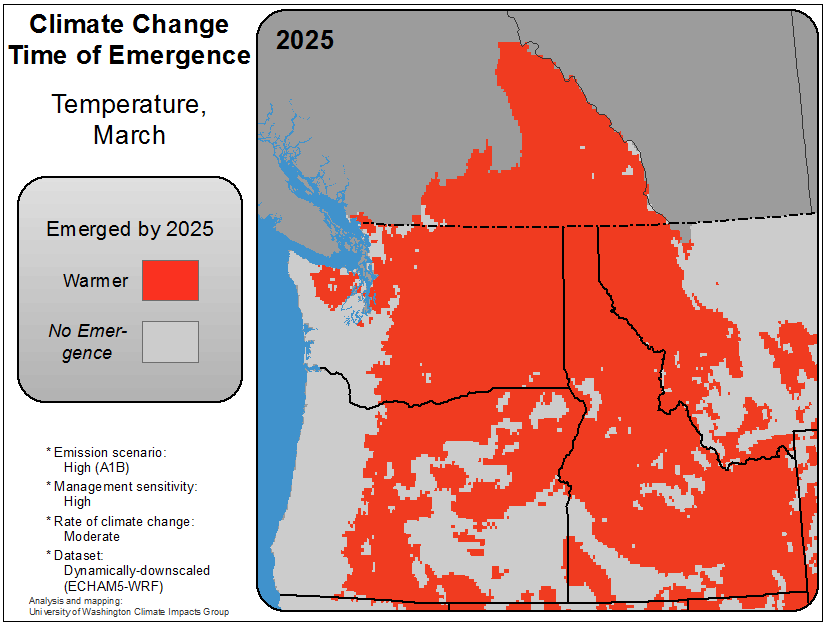 Climate Change
Time of Emergence
Temperature,
March
Emerged by 2025
Warmer
No Emer-
gence
* Emission scenario:
High (A1B)
* Management sensitivity:
High
* Rate of climate change:
Moderate
* Dataset:
Dynamically-downscaled
(ECHAM5-WRF)
Analysis and mapping:
University of Washington Climate Impacts Group
2025